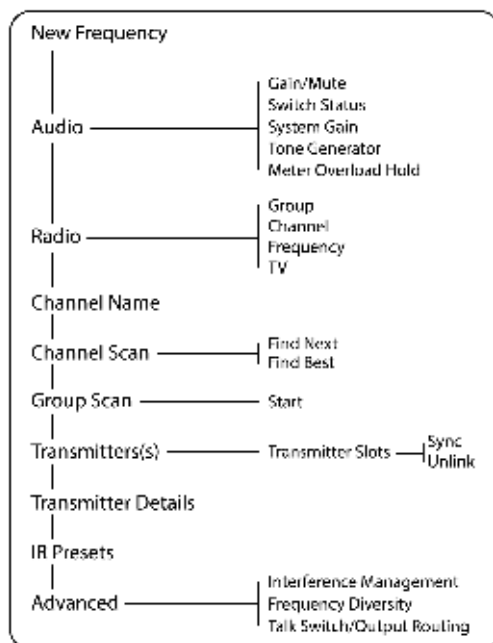 New Frequency
Audio
Gain/Mute
Switch Status
System Gain
Tone Generator
Meter Overload Hold
Radio
Group
Channel
Frequency
TV
Channel Name
Channel Scan
Find Next
Find Best
Group Scan
Start
Transmitters(s)
Transmitter Slots
Sync
Unlink
Transmitter Details
IR Presets
Advanced
Interference Management
Frequency Diversity
Talk Switch/Output Routing